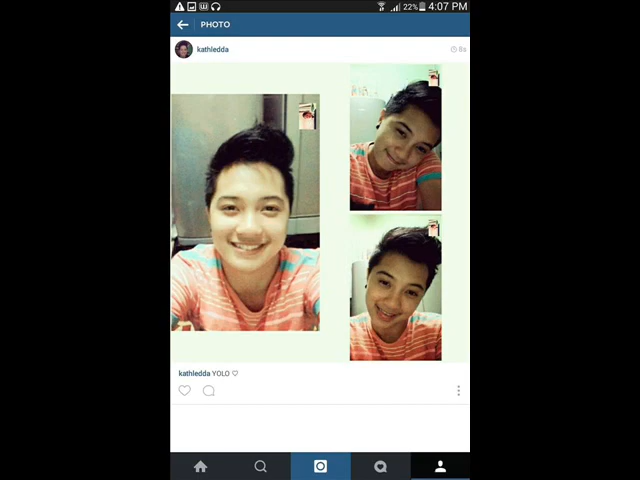 22% 4:07 PM
PHOTO
kathledda
8s
kathledda YOLO ♡